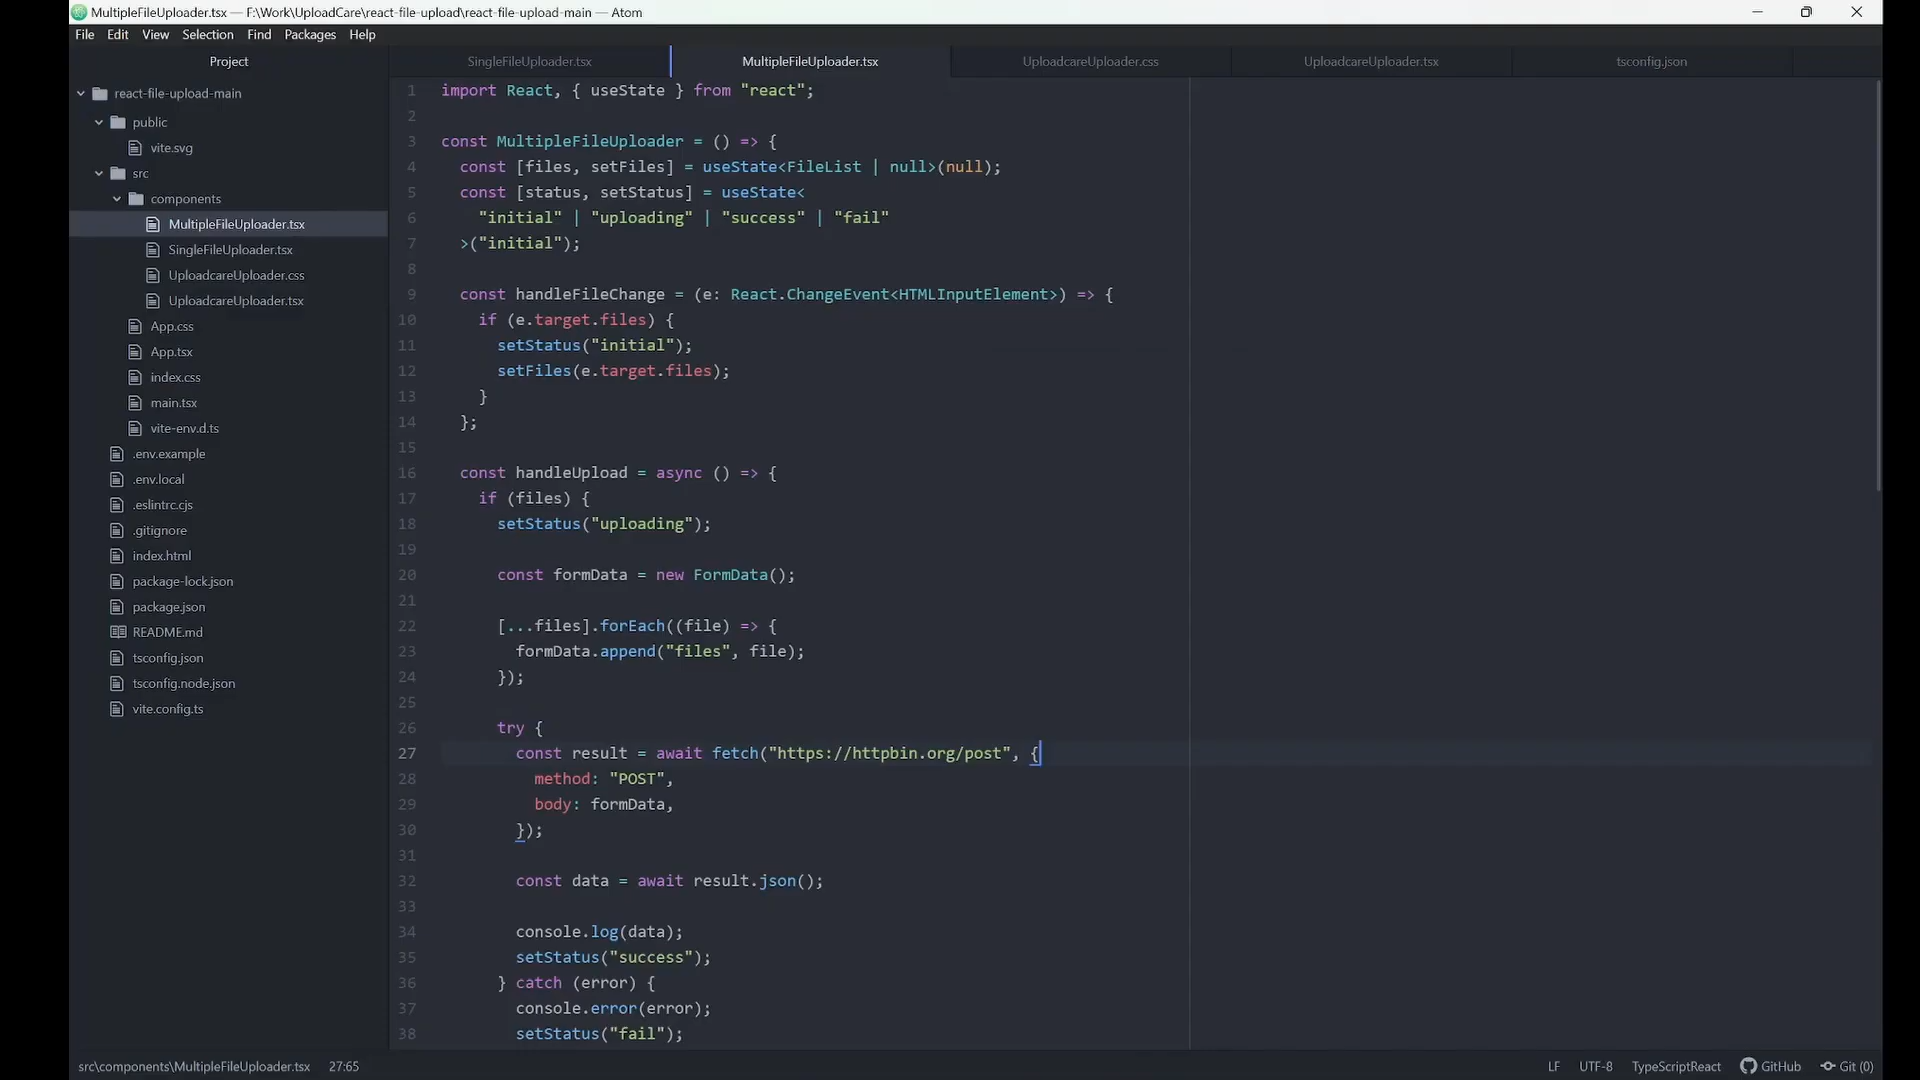 MultipleFileUploader.tsx — F:\Work\UploadCare\react-file-upload\react-file-upload-main — Atom
File Edit View Selection Find Packages Help
Project
SingleFileUploader.tsx
MultipleFileUploader.tsx
UploadcareUploader.css
UploadcareUploader.tsx
tsconfig.json
react-file-upload-main
public
vite.svg
src
components
MultipleFileUploader.tsx
SingleFileUploader.tsx
UploadcareUploader.css
UploadcareUploader.tsx
App.css
App.tsx
index.css
main.tsx
vite-env.d.ts
.env.example
.env.local
.eslintrc.cjs
.gitignore
index.html
package-lock.json
package.json
README.md
tsconfig.json
tsconfig.node.json
vite.config.ts
1 import React, { useState } from "react";
2
3 const MultipleFileUploader = () => {
4   const [files, setFiles] = useState<FileList | null>(null);
5   const [status, setStatus] = useState<
6     "initial" | "uploading" | "success" | "fail"
7   >("initial");
8
9   const handleFileChange = (e: React.ChangeEvent<HTMLInputElement>) => {
10     if (e.target.files) {
11       setStatus("initial");
12       setFiles(e.target.files);
13     }
14   };
15
16   const handleUpload = async () => {
17     if (files) {
18       setStatus("uploading");
19
20       const formData = new FormData();
21
22       [...files].forEach((file) => {
23         formData.append("files", file);
24       });
25
26       try {
27         const result = await fetch("https://httpbin.org/post", {
28           method: "POST",
29           body: formData,
30         });
31
32         const data = await result.json();
33
34         console.log(data);
35         setStatus("success");
36       } catch (error) {
37         console.error(error);
38         setStatus("fail");
src\components\MultipleFileUploader.tsx 27:65
LF UTF-8 TypeScriptReact GitHub Git (0)